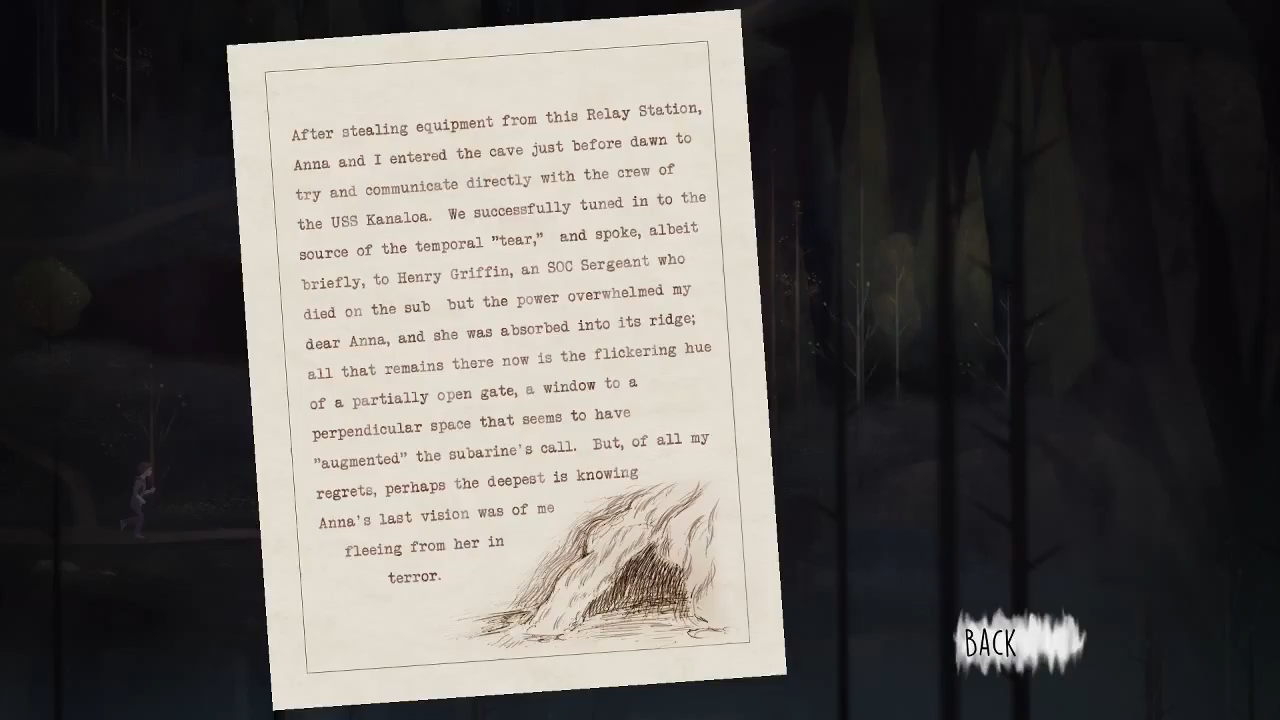 After stealing equipment from this Relay Station,
Anna and I entered the cave just before dawn to
try and communicate directly with the crew of
the USS Kanaloa.  We successfully tuned in to the
source of the temporal "tear,"  and spoke, albeit
briefly, to Henry Griffin, an SOC Sergeant who
died on the sub  but the power overwhelmed my
dear Anna, and she was absorbed into its ridge;
all that remains there now is the flickering hue
of a partially open gate, a window to a
perpendicular space that seems to have
"augmented" the subarine's call.  But, of all my
regrets, perhaps the deepest is knowing
Anna's last vision was of me
fleeing from her in
terror.
BACK